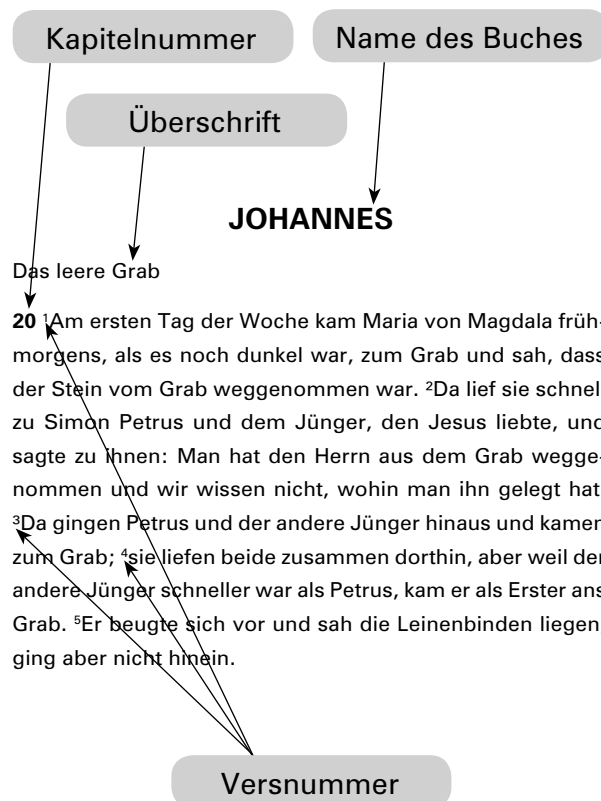 Kapitelnummer
Name des Buches
Überschrift
JOHANNES
Das leere Grab
20 ¹Am ersten Tag der Woche kam Maria von Magdala früh-
morgens, als es noch dunkel war, zum Grab und sah, dass
der Stein vom Grab weggenommen war. ²Da lief sie schnell
zu Simon Petrus und dem Jünger, den Jesus liebte, und
sagte zu ihnen: Man hat den Herrn aus dem Grab wegge-
nommen und wir wissen nicht, wohin man ihn gelegt hat
³Da gingen Petrus und der andere Jünger hinaus und kamen
zum Grab; ⁴sie liefen beide zusammen dorthin, aber weil der
andere Jünger schneller war als Petrus, kam er als Erster ans
Grab. ⁵Er beugte sich vor und sah die Leinenbinden liegen
ging aber nicht hinein.
Versnummer